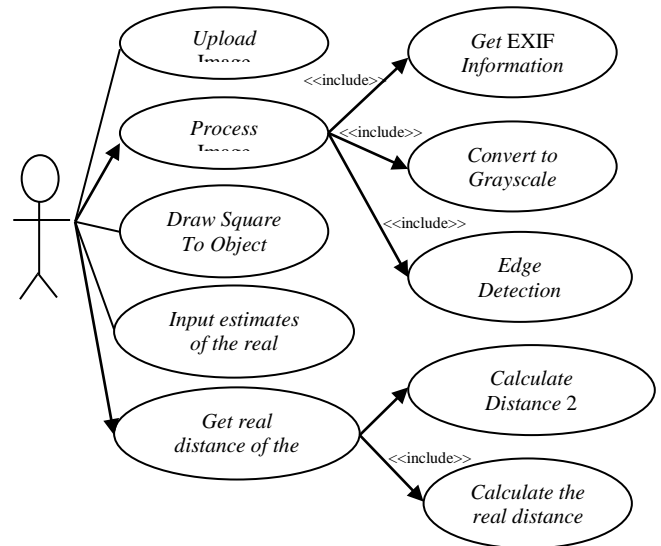 Upload
Image
Get EXIF
Information
<<include>>
Process
Image
<<include>>
Convert to
Grayscale
Draw Square
To Object
<<include>>
Edge
Detection
Input estimates
of the real
Calculate
Distance 2
Get real
distance of the
<<include>>
Calculate the
real distance